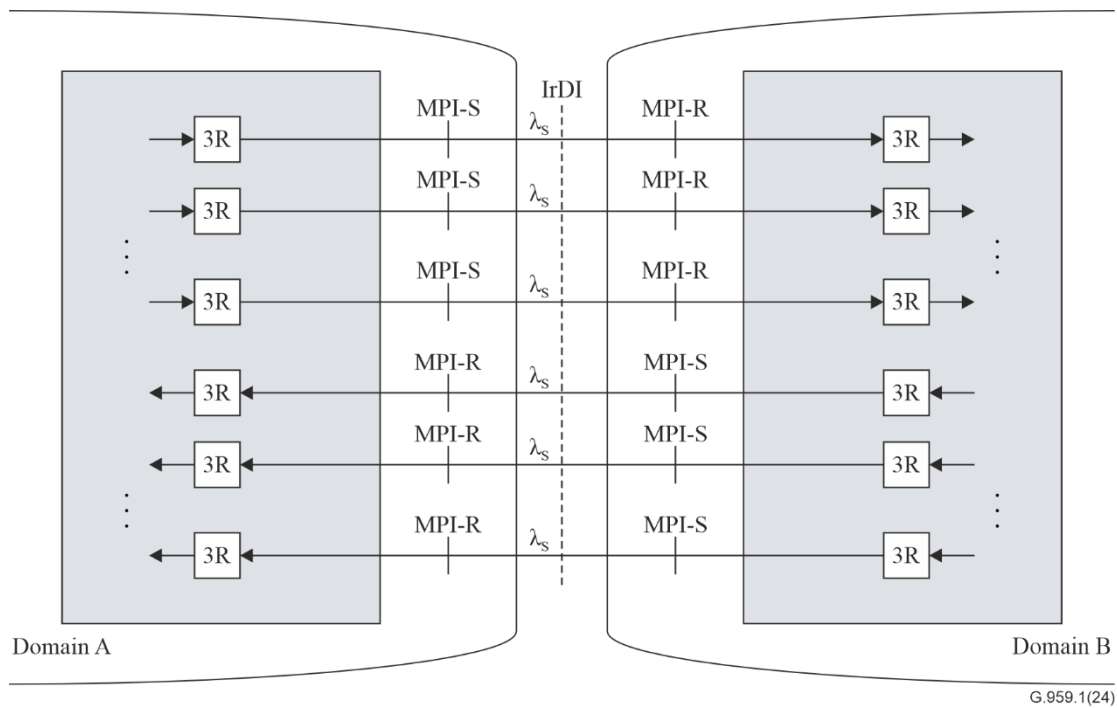 IrDI
MPI-S λS MPI-R
3R 3R
MPI-S λS MPI-R
3R 3R
MPI-S λS MPI-R
3R 3R
MPI-R λS MPI-S
3R 3R
MPI-R λS MPI-S
3R 3R
MPI-R λS MPI-S
3R 3R
Domain A Domain B
G.959.1(24)